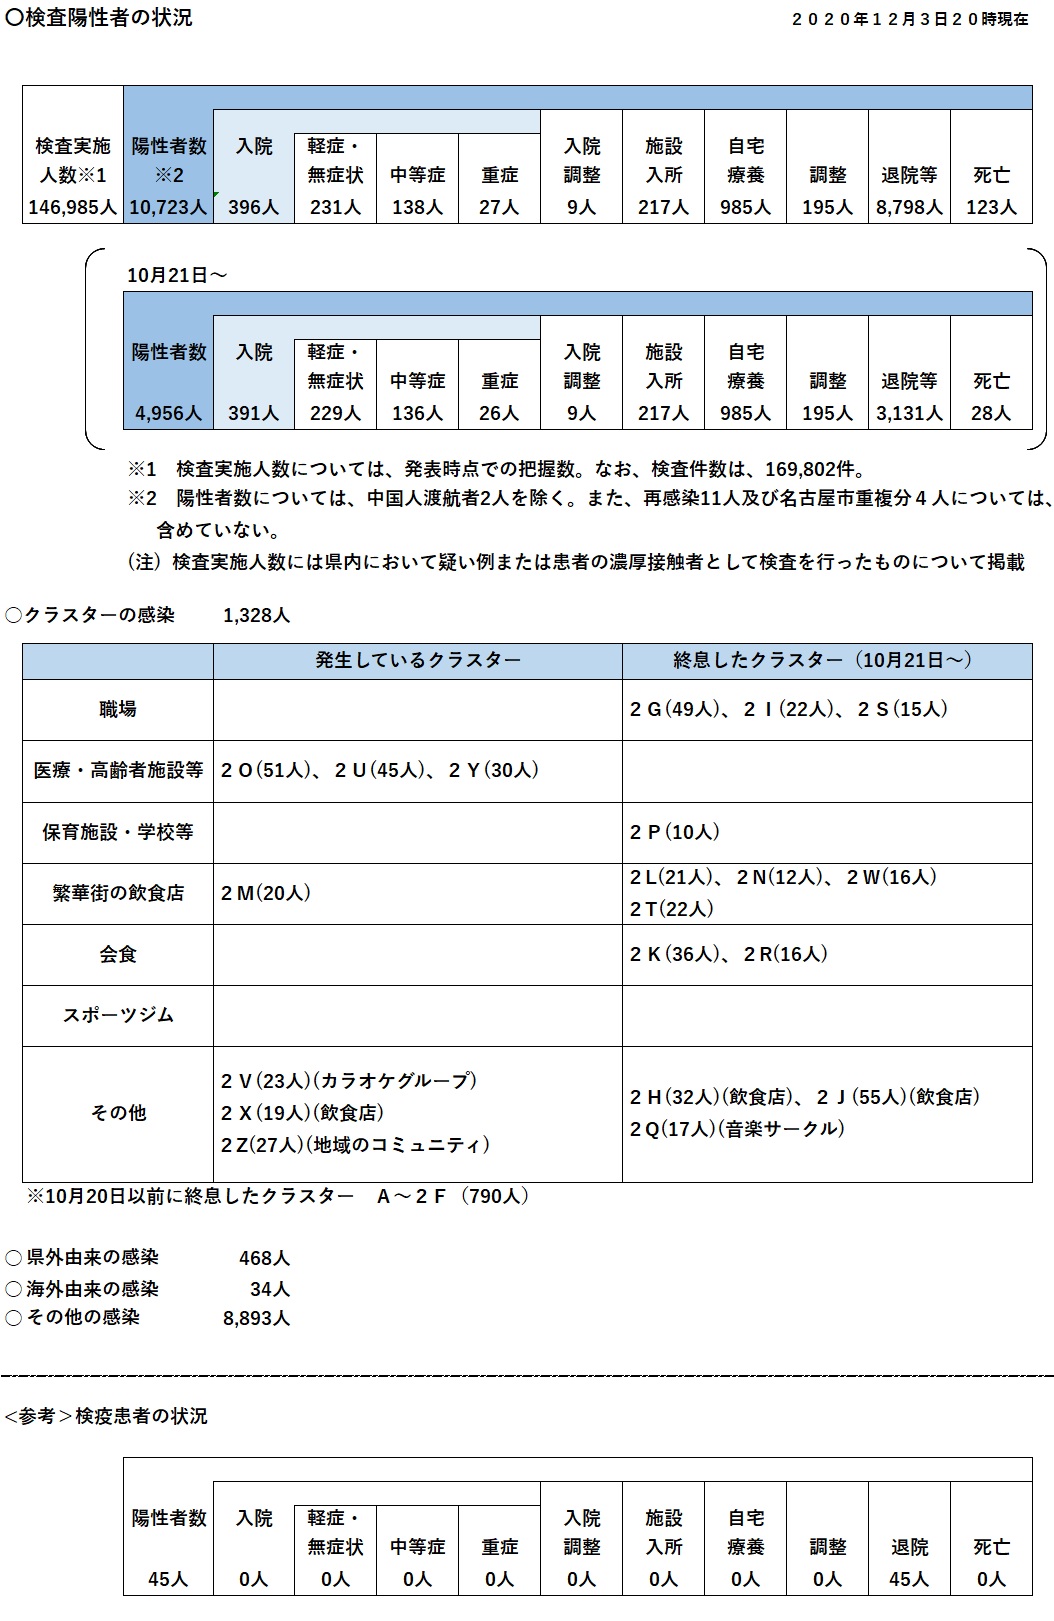 〇検査陽性者の状況 ２０２０年１２月３日２０時現在
検査実施人数※1 陽性者数※2 入院 軽症・無症状 中等症 重症 入院調整 施設入所 自宅療養 調整 退院等 死亡
146,985人 10,723人 396人 231人 138人 27人 9人 217人 985人 195人 8,798人 123人
10月21日～
陽性者数 入院 軽症・無症状 中等症 重症 入院調整 施設入所 自宅療養 調整 退院等 死亡
4,956人 391人 229人 136人 26人 9人 217人 985人 195人 3,131人 28人
※1　検査実施人数については、発表時点での把握数。なお、検査件数は、169,802件。
※2　陽性者数については、中国人渡航者2人を除く。また、再感染11人及び名古屋市重複分４人については、
含めていない。
(注）検査実施人数には県内において疑い例または患者の濃厚接触者として検査を行ったものについて掲載
○クラスターの感染 1,328人
発生しているクラスター 終息したクラスター（10月21日～）
職場 ２Ｇ(49人)、２Ｉ(22人)、２Ｓ(15人)
医療・高齢者施設等 ２Ｏ(51人)、２Ｕ(45人)、２Ｙ(30人)
保育施設・学校等 ２Ｐ(10人)
繁華街の飲食店 ２Ｍ(20人) ２L(21人)、２N(12人)、２Ｗ(16人)
２T(22人)
会食 ２Ｋ(36人)、２R(16人)
スポーツジム
その他 ２Ｖ(23人)(カラオケグループ)
２Ｘ(19人)(飲食店)
２Z(27人)(地域のコミュニティ)
２Ｈ(32人)(飲食店)、２Ｊ(55人)(飲食店)
２Q(17人)(音楽サークル)
※10月20日以前に終息したクラスター　Ａ～２Ｆ（790人）
○ 県外由来の感染 468人
○ 海外由来の感染 34人
○ その他の感染 8,893人
<参考＞検疫患者の状況
陽性者数 入院 軽症・無症状 中等症 重症 入院調整 施設入所 自宅療養 調整 退院 死亡
45人 0人 0人 0人 0人 0人 0人 0人 0人 45人 0人